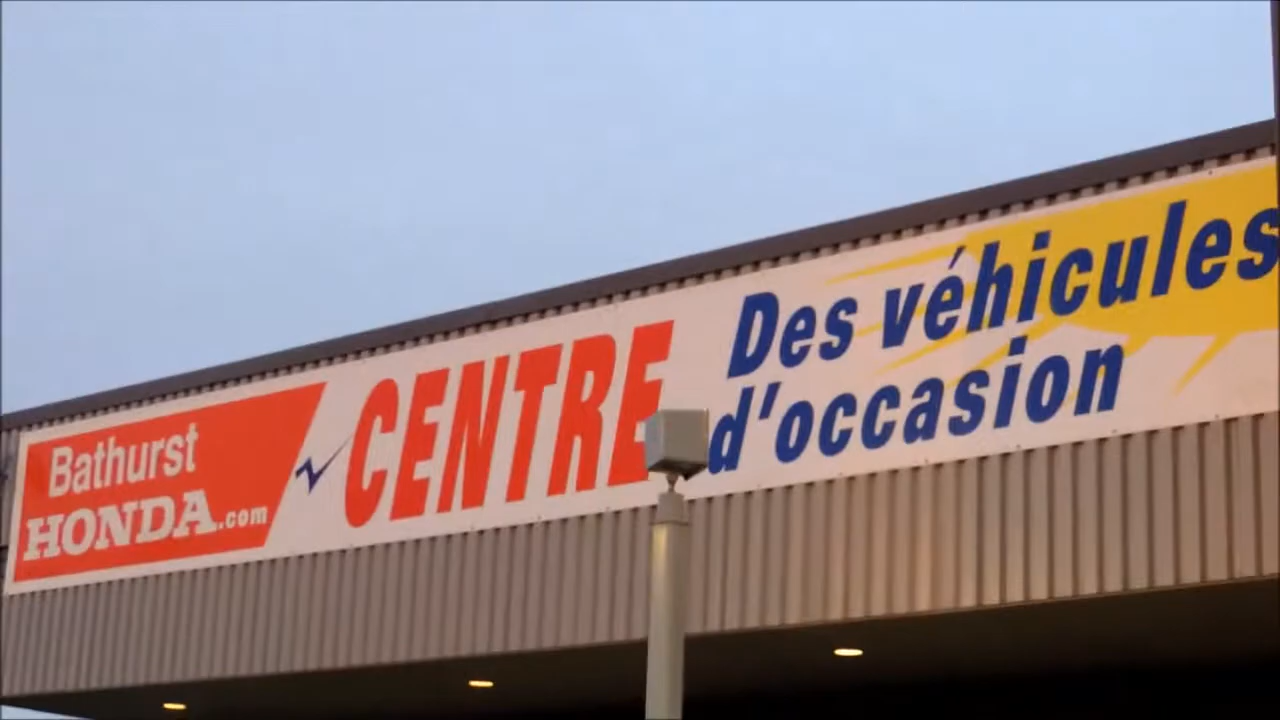 Bathurst
HONDA.com
CENTRE
Des véhicules
d'occasion